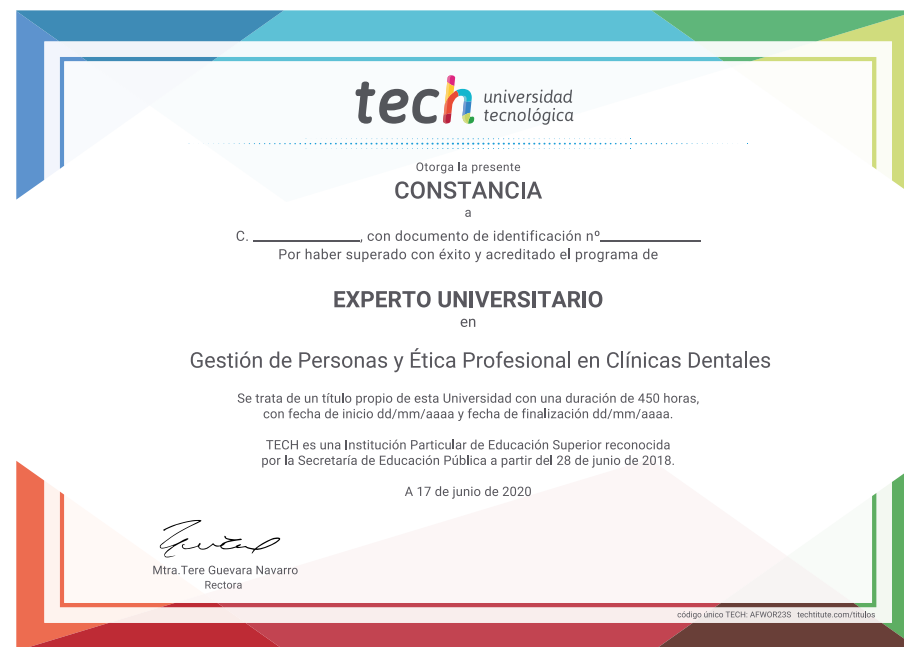 tech universidad
tecnológica
Otorga la presente
CONSTANCIA
a
C. ______________, con documento de identificación nº_____________
Por haber superado con éxito y acreditado el programa de
EXPERTO UNIVERSITARIO
en
Gestión de Personas y Ética Profesional en Clínicas Dentales
Se trata de un título propio de esta Universidad con una duración de 450 horas,
con fecha de inicio dd/mm/aaaa y fecha de finalización dd/mm/aaaa.
TECH es una Institución Particular de Educación Superior reconocida
por la Secretaría de Educación Pública a partir del 28 de junio de 2018.
A 17 de junio de 2020
Mtra.Tere Guevara Navarro
Rectora
código único TECH: AFWOR23S techtitute.com/titulos